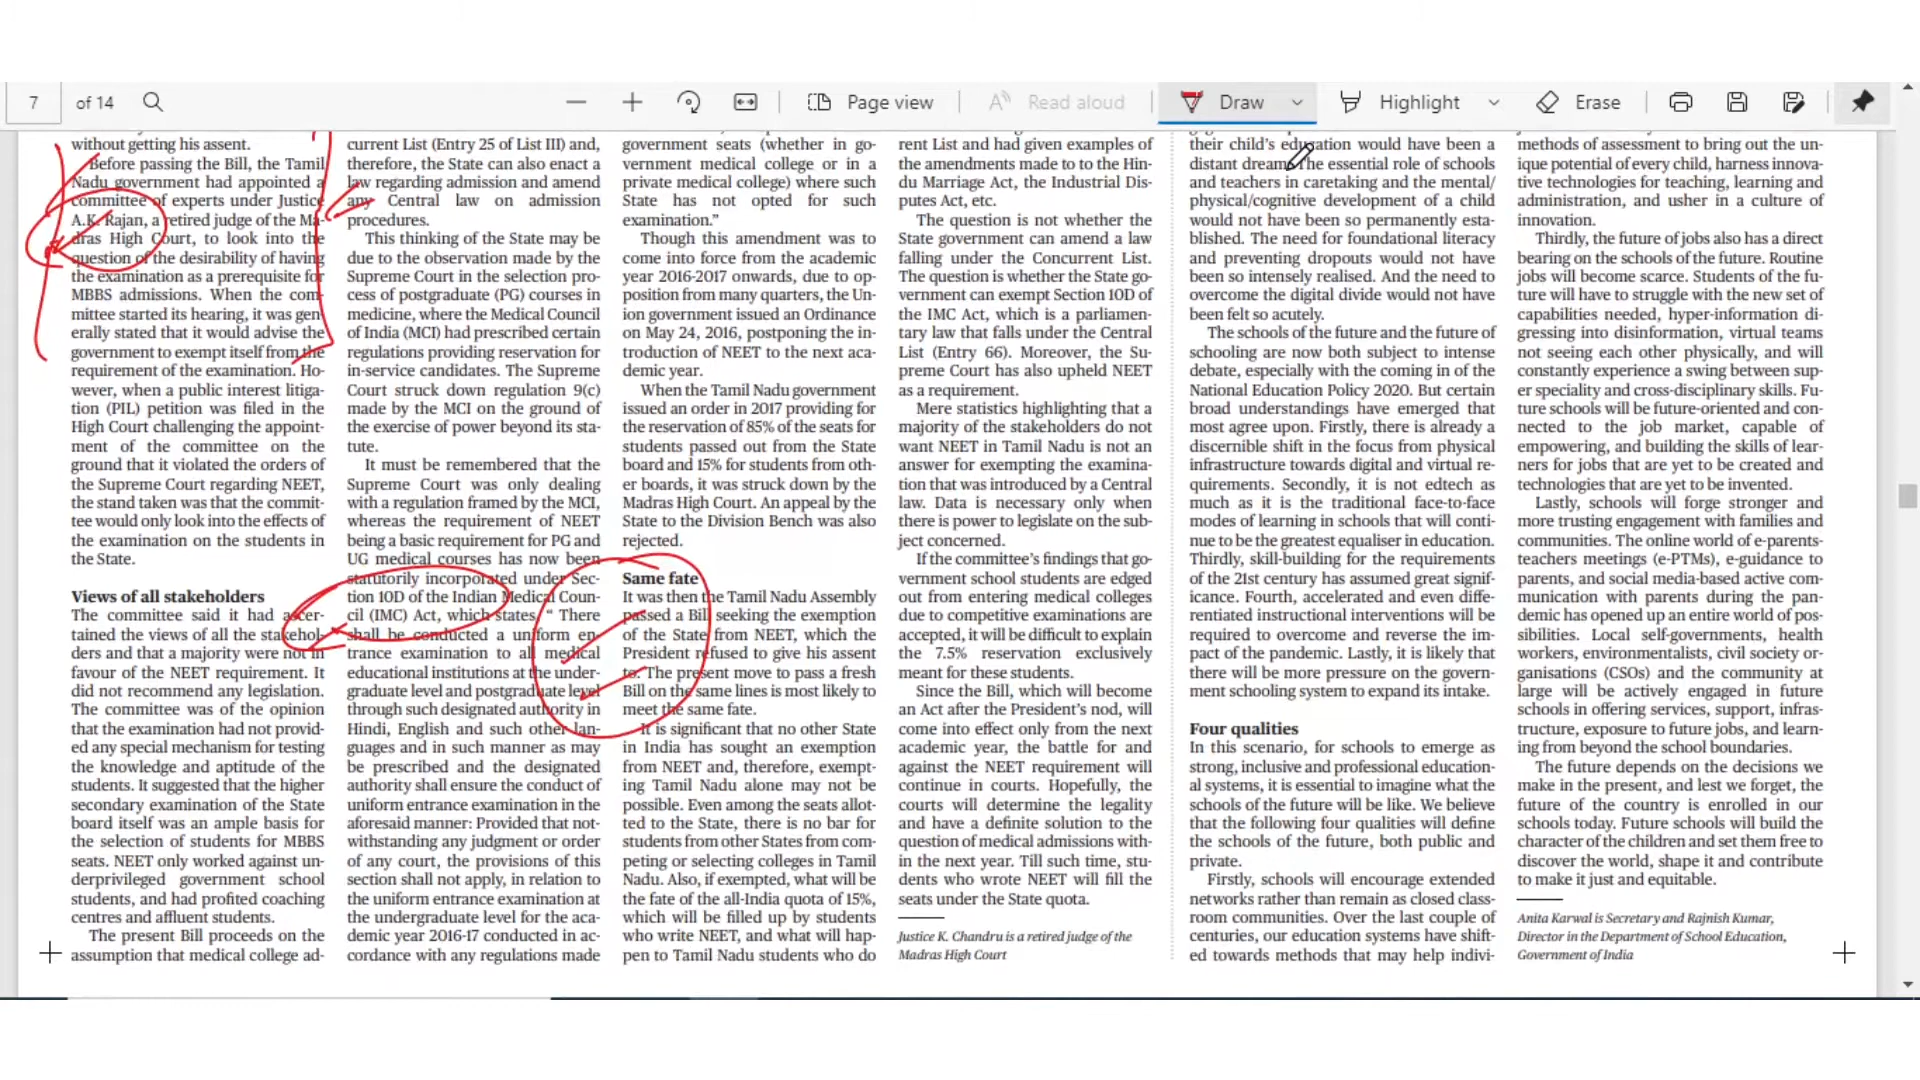 7
of 14
Page view
Read aloud
Draw
Highlight
Erase
without getting his assent.
Before passing the Bill, the Tamil
Nadu government had appointed a
committee of experts under Justice
A.K. Rajan, a retired judge of the Ma-
dras High Court, to look into the
question of the desirability of having
the examination as a prerequisite for
MBBS admissions. When the com-
mittee started its hearing, it was gen-
erally stated that it would advise the
government to exempt itself from the
requirement of the examination. Ho-
wever, when a public interest litiga-
tion (PIL) petition was filed in the
High Court challenging the appoint-
ment of the committee on the
ground that it violated the orders of
the Supreme Court regarding NEET,
the stand taken was that the commit-
tee would only look into the effects of
the examination on the students in
the State.
Views of all stakeholders
The committee said it had ascer-
tained the views of all the stakehol-
ders and that a majority were not in
favour of the NEET requirement. It
did not recommend any legislation.
The committee was of the opinion
that the examination had not provid-
ed any special mechanism for testing
the knowledge and aptitude of the
students. It suggested that the higher
secondary examination of the State
board itself was an ample basis for
the selection of students for MBBS
seats. NEET only worked against un-
derprivileged government school
students, and had profited coaching
centres and affluent students.
The present Bill proceeds on the
assumption that medical college ad-
current List (Entry 25 of List III) and,
therefore, the State can also enact a
law regarding admission and amend
any Central law on admission
procedures.
This thinking of the State may be
due to the observation made by the
Supreme Court in the selection pro-
cess of postgraduate (PG) courses in
medicine, where the Medical Council
of India (MCI) had prescribed certain
regulations providing reservation for
in-service candidates. The Supreme
Court struck down regulation 9(c)
made by the MCI on the ground of
the exercise of power beyond its sta-
tute.
It must be remembered that the
Supreme Court was only dealing
with a regulation framed by the MCI,
whereas the requirement of NEET
being a basic requirement for PG and
UG medical courses has now been
statutorily incorporated under Sec-
tion 10D of the Indian Medical Coun-
cil (IMC) Act, which states, “ There
shall be conducted a uniform en-
trance examination to all medical
educational institutions at the under-
graduate level and postgraduate level
through such designated authority in
Hindi, English and such other lan-
guages and in such manner as may
be prescribed and the designated
authority shall ensure the conduct of
uniform entrance examination in the
aforesaid manner: Provided that not-
withstanding any judgment or order
of any court, the provisions of this
section shall not apply, in relation to
the uniform entrance examination at
the undergraduate level for the aca-
demic year 2016-17 conducted in ac-
cordance with any regulations made
government seats (whether in go-
vernment medical college or in a
private medical college) where such
State has not opted for such
examination.”
Though this amendment was to
come into force from the academic
year 2016-2017 onwards, due to op-
position from many quarters, the Un-
ion government issued an Ordinance
on May 24, 2016, postponing the in-
troduction of NEET to the next aca-
demic year.
When the Tamil Nadu government
issued an order in 2017 providing for
the reservation of 85% of the seats for
students passed out from the State
board and 15% for students from oth-
er boards, it was struck down by the
Madras High Court. An appeal by the
State to the Division Bench was also
rejected.
Same fate
It was then the Tamil Nadu Assembly
passed a Bill seeking the exemption
of the State from NEET, which the
President refused to give his assent
to. The present move to pass a fresh
Bill on the same lines is most likely to
meet the same fate.
It is significant that no other State
in India has sought an exemption
from NEET and, therefore, exempt-
ing Tamil Nadu alone may not be
possible. Even among the seats allot-
ted to the State, there is no bar for
students from other States from com-
peting or selecting colleges in Tamil
Nadu. Also, if exempted, what will be
the fate of the all-India quota of 15%,
which will be filled up by students
who write NEET, and what will hap-
pen to Tamil Nadu students who do
rent List and had given examples of
the amendments made to to the Hin-
du Marriage Act, the Industrial Dis-
putes Act, etc.
The question is not whether the
State government can amend a law
falling under the Concurrent List.
The question is whether the State go-
vernment can exempt Section 10D of
the IMC Act, which is a parliamen-
tary law that falls under the Central
List (Entry 66). Moreover, the Su-
preme Court has also upheld NEET
as a requirement.
Mere statistics highlighting that a
majority of the stakeholders do not
want NEET in Tamil Nadu is not an
answer for exempting the examina-
tion that was introduced by a Central
law. Data is necessary only when
there is power to legislate on the sub-
ject concerned.
If the committee’s findings that go-
vernment school students are edged
out from entering medical colleges
due to competitive examinations are
accepted, it will be difficult to explain
the 7.5% reservation exclusively
meant for these students.
Since the Bill, which will become
an Act after the President’s nod, will
come into effect only from the next
academic year, the battle for and
against the NEET requirement will
continue in courts. Hopefully, the
courts will determine the legality
and have a definite solution to the
question of medical admissions with-
in the next year. Till such time, stu-
dents who wrote NEET will fill the
seats under the State quota.
Justice K. Chandru is a retired judge of the
Madras High Court
their child’s education would have been a
distant dream. The essential role of schools
and teachers in caretaking and the mental/
physical/cognitive development of a child
would not have been so permanently esta-
blished. The need for foundational literacy
and preventing dropouts would not have
been so intensely realised. And the need to
overcome the digital divide would not have
been felt so acutely.
The schools of the future and the future of
schooling are now both subject to intense
debate, especially with the coming in of the
National Education Policy 2020. But certain
broad understandings have emerged that
most agree upon. Firstly, there is already a
discernible shift in the focus from physical
infrastructure towards digital and virtual re-
quirements. Secondly, it is not edtech as
much as it is the traditional face-to-face
modes of learning in schools that will conti-
nue to be the greatest equaliser in education.
Thirdly, skill-building for the requirements
of the 21st century has assumed great signif-
icance. Fourth, accelerated and even diffe-
rentiated instructional interventions will be
required to overcome and reverse the im-
pact of the pandemic. Lastly, it is likely that
there will be more pressure on the govern-
ment schooling system to expand its intake.
Four qualities
In this scenario, for schools to emerge as
strong, inclusive and professional education-
al systems, it is essential to imagine what the
schools of the future will be like. We believe
that the following four qualities will define
the schools of the future, both public and
private.
Firstly, schools will encourage extended
networks rather than remain as closed class-
room communities. Over the last couple of
centuries, our education systems have shift-
ed towards methods that may help indivi-
methods of assessment to bring out the un-
ique potential of every child, harness innova-
tive technologies for teaching, learning and
administration, and usher in a culture of
innovation.
Thirdly, the future of jobs also has a direct
bearing on the schools of the future. Routine
jobs will become scarce. Students of the fu-
ture will have to struggle with the new set of
capabilities needed, hyper-information di-
gressing into disinformation, virtual teams
not seeing each other physically, and will
constantly experience a swing between sup-
er speciality and cross-disciplinary skills. Fu-
ture schools will be future-oriented and con-
nected to the job market, capable of
empowering, and building the skills of lear-
ners for jobs that are yet to be created and
technologies that are yet to be invented.
Lastly, schools will forge stronger and
more trusting engagement with families and
communities. The online world of e-parents-
teachers meetings (e-PTMs), e-guidance to
parents, and social media-based active com-
munication with parents during the pan-
demic has opened up an entire world of pos-
sibilities. Local self-governments, health
workers, environmentalists, civil society or-
ganisations (CSOs) and the community at
large will be actively engaged in future
schools in offering services, support, infras-
tructure, exposure to future jobs, and learn-
ing from beyond the school boundaries.
The future depends on the decisions we
make in the present, and lest we forget, the
future of the country is enrolled in our
schools today. Future schools will build the
character of the children and set them free to
discover the world, shape it and contribute
to make it just and equitable.
Anita Karwal is Secretary and Rajnish Kumar,
Director in the Department of School Education,
Government of India